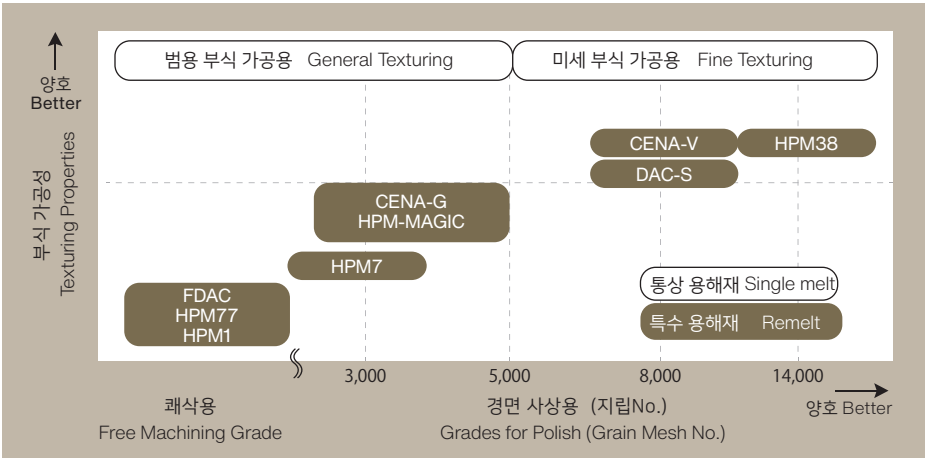 범용 부식 가공용 General Texturing
미세 부식 가공용 Fine Texturing
양호
Better
부식 가공성
Texturing Properties
CENA-V
HPM38
DAC-S
CENA-G
HPM-MAGIC
HPM7
FDAC
HPM77
HPM1
통상 용해재 Single melt
특수 용해재 Remelt
3,000
5,000
8,000
14,000
쾌삭용
Free Machining Grade
경면 사상용 (지립No.)
Grades for Polish (Grain Mesh No.)
양호 Better